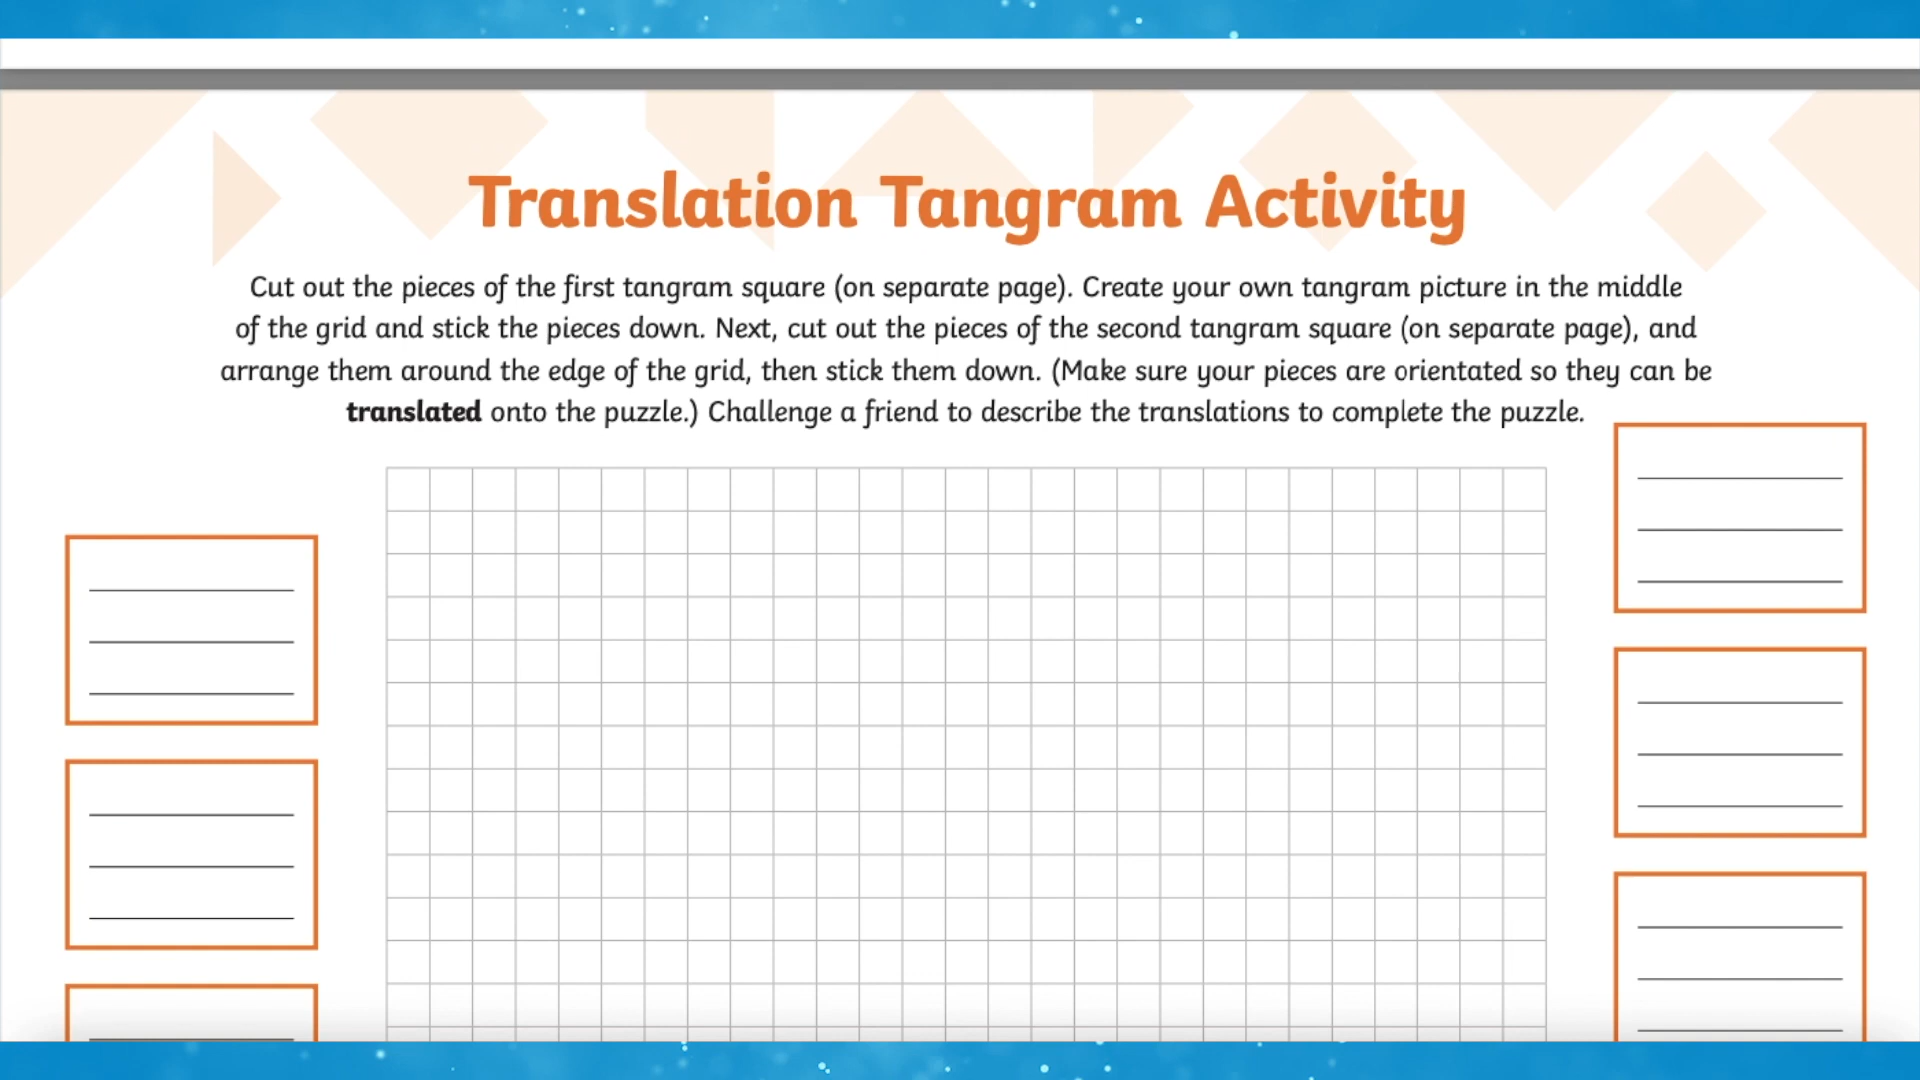 Translation Tangram Activity
Cut out the pieces of the first tangram square (on separate page). Create your own tangram picture in the middle
of the grid and stick the pieces down. Next, cut out the pieces of the second tangram square (on separate page), and
arrange them around the edge of the grid, then stick them down. (Make sure your pieces are orientated so they can be
translated onto the puzzle.) Challenge a friend to describe the translations to complete the puzzle.